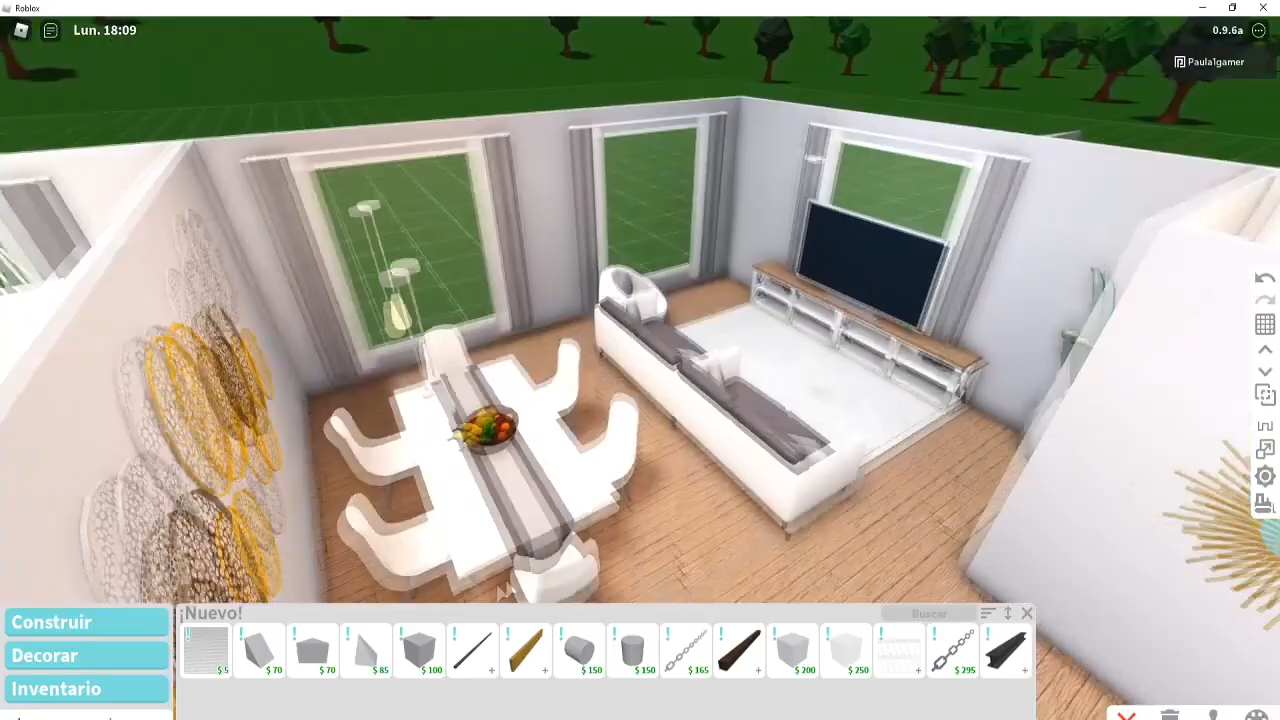 Roblox
Lun. 18:09
0.9.6a
Paula1gamer
Construir
Decorar
Inventario
¡Nuevo!
Buscar
$5
$70
$70
$85
$100
$150
$150
$165
$200
$250
$295